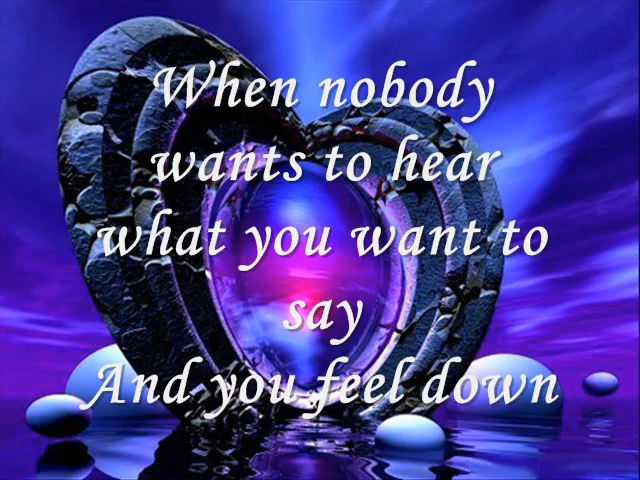 When nobody
wants to hear
what you want to
say
And you feel down